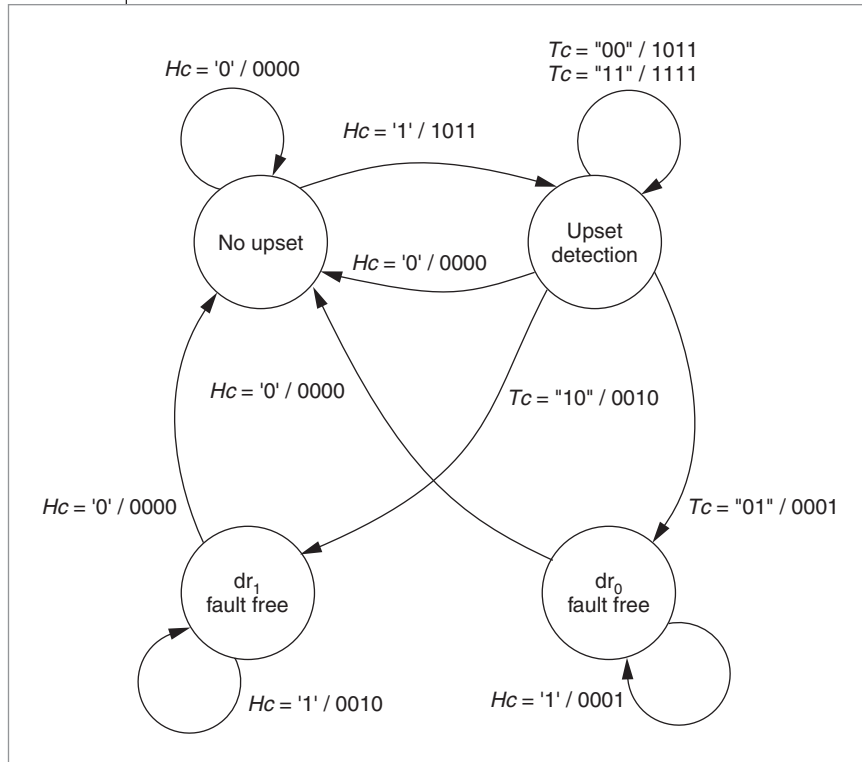 Hc = '0' / 0000
Tc = "00" / 1011
Tc = "11" / 1111
Hc = '1' / 1011
No upset
Upset
detection
Hc = '0' / 0000
Hc = '0' / 0000
Tc = "10" / 0010
Hc = '0' / 0000
Tc = "01" / 0001
dr₁
fault free
dr₀
fault free
Hc = '1' / 0010
Hc = '1' / 0001